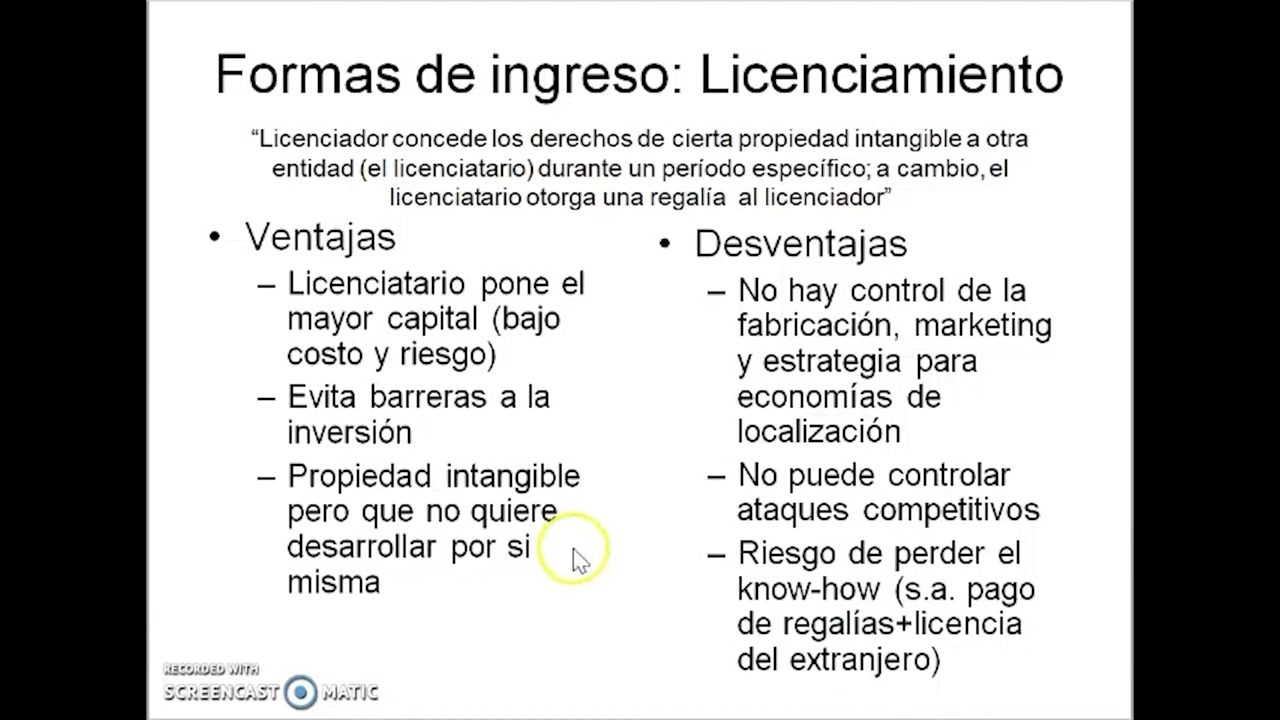 Formas de ingreso: Licenciamiento
“Licenciador concede los derechos de cierta propiedad intangible a otra
entidad (el licenciatario) durante un período específico; a cambio, el
licenciatario otorga una regalía al licenciador”
• Ventajas
– Licenciatario pone el
mayor capital (bajo
costo y riesgo)
– Evita barreras a la
inversión
– Propiedad intangible
pero que no quiere
desarrollar por si
misma
• Desventajas
– No hay control de la
fabricación, marketing
y estrategia para
economías de
localización
– No puede controlar
ataques competitivos
– Riesgo de perder el
know-how (s.a. pago
de regalías+licencia
del extranjero)
RECORDED WITH
SCREENCAST MATIC